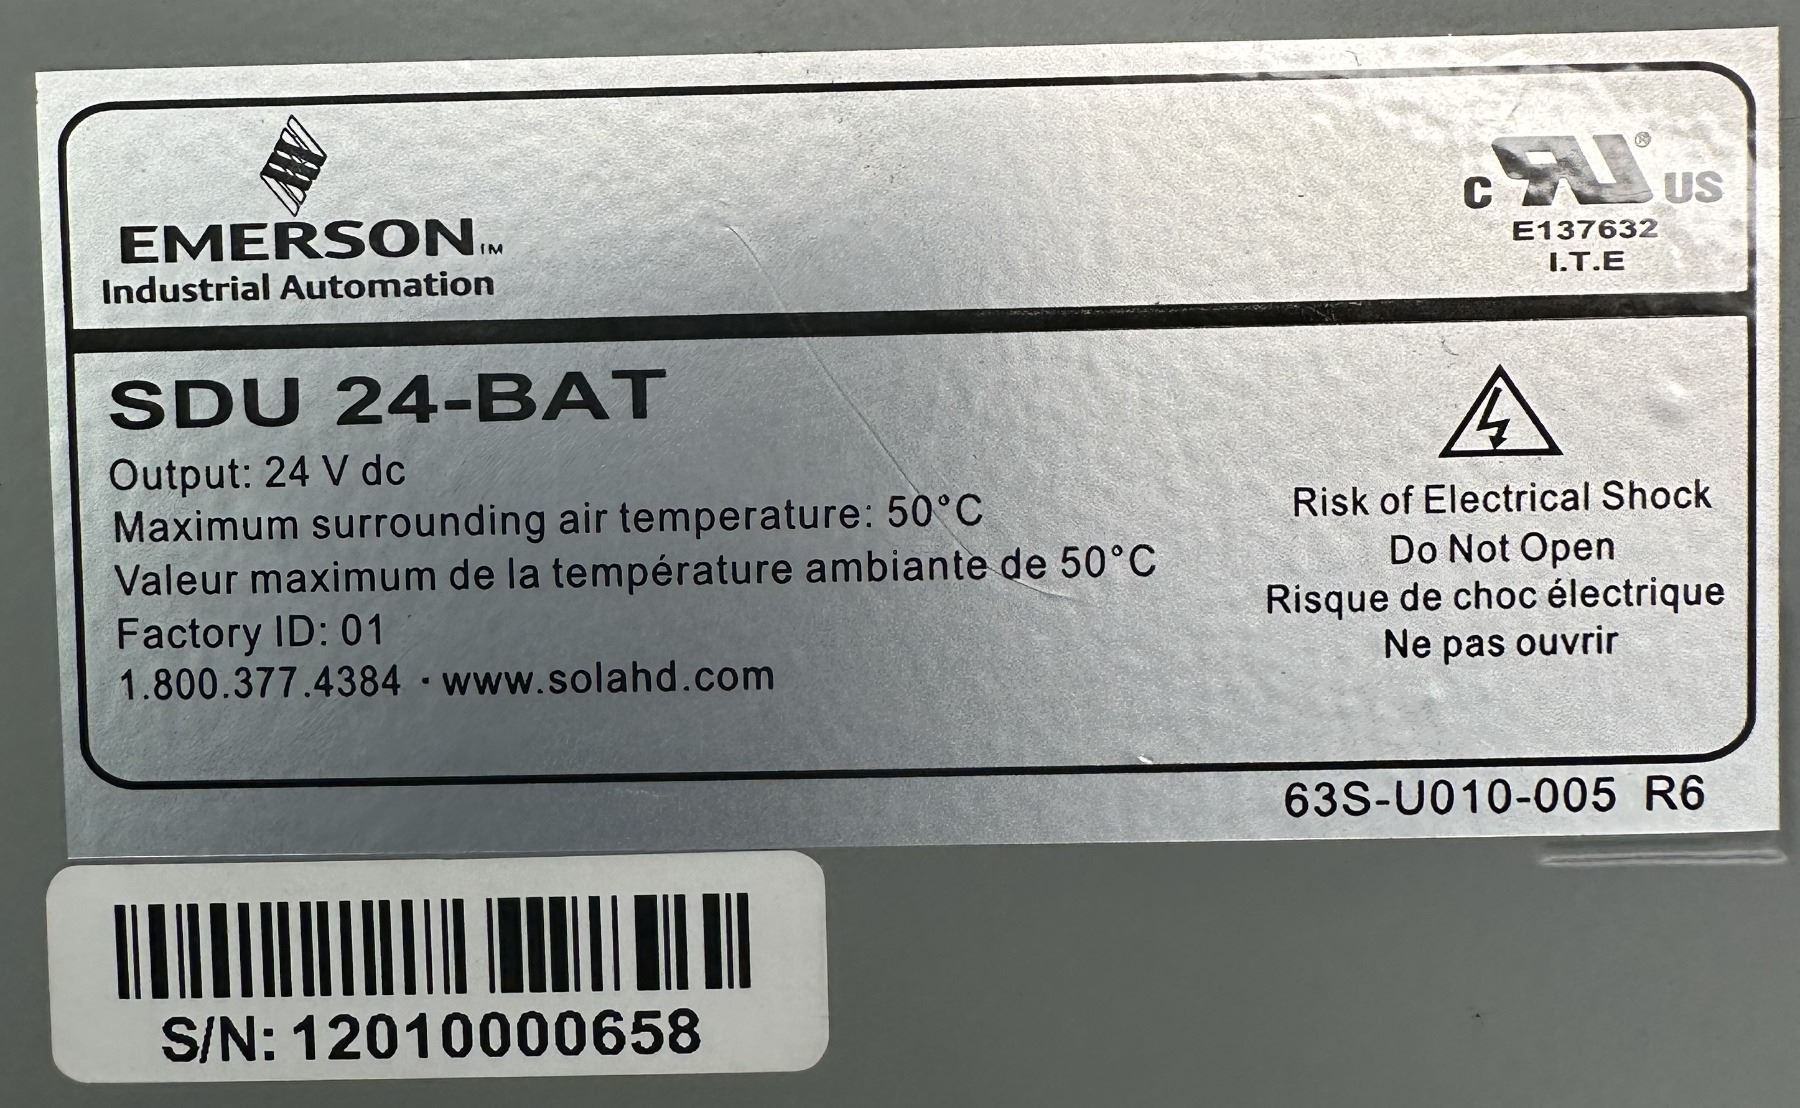 EMERSON™
Industrial Automation
c RU® US
E137632
I.T.E
SDU 24-BAT
Output: 24 V dc
Maximum surrounding air temperature: 50°C
Valeur maximum de la température ambiante de 50°C
Factory ID: 01
1.800.377.4384 · www.solahd.com
Risk of Electrical Shock
Do Not Open
Risque de choc électrique
Ne pas ouvrir
63S-U010-005 R6
S/N: 12010000658